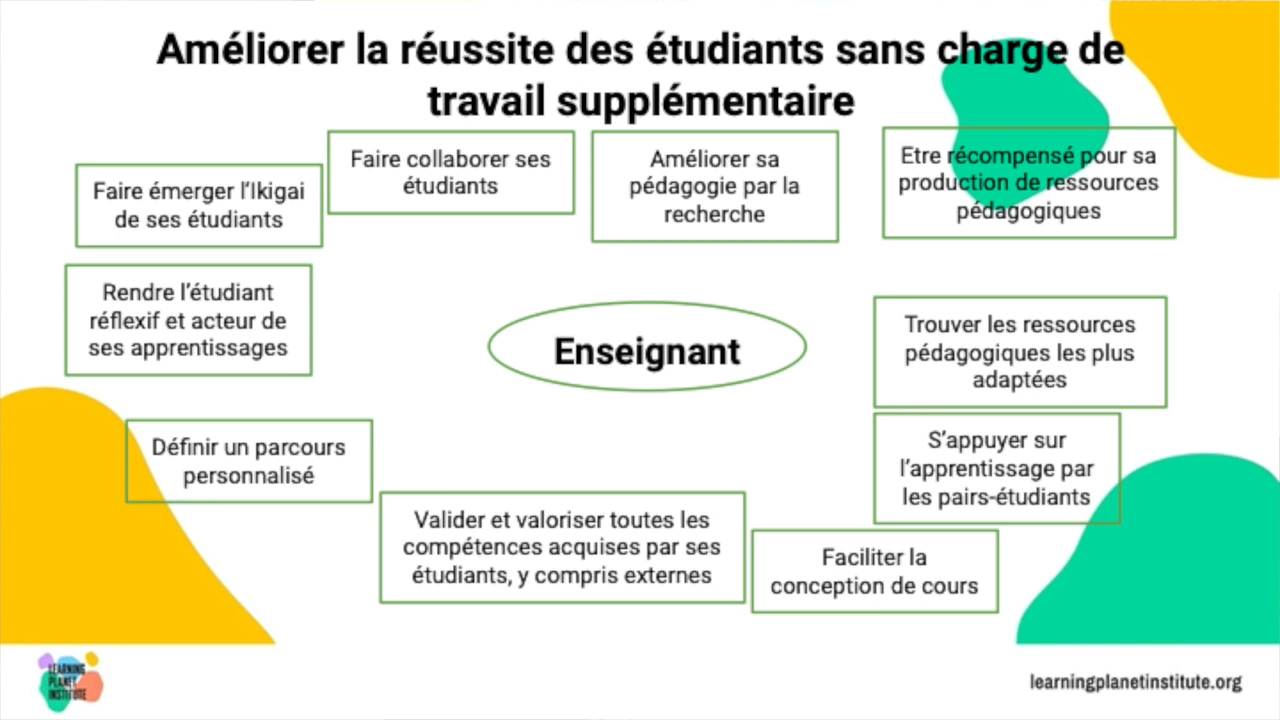 Améliorer la réussite des étudiants sans charge de
travail supplémentaire
Faire émerger l'Ikigai
de ses étudiants
Faire collaborer ses
étudiants
Améliorer sa
pédagogie par la
recherche
Etre récompensé pour sa
production de ressources
pédagogiques
Rendre l'étudiant
réflexif et acteur de
ses apprentissages
Enseignant
Trouver les ressources
pédagogiques les plus
adaptées
Définir un parcours
personnalisé
S'appuyer sur
l'apprentissage par
les pairs-étudiants
Valider et valoriser toutes les
compétences acquises par ses
étudiants, y compris externes
Faciliter la
conception de cours
LEARNING
PLANET
INSTITUTE
learningplanetinstitute.org